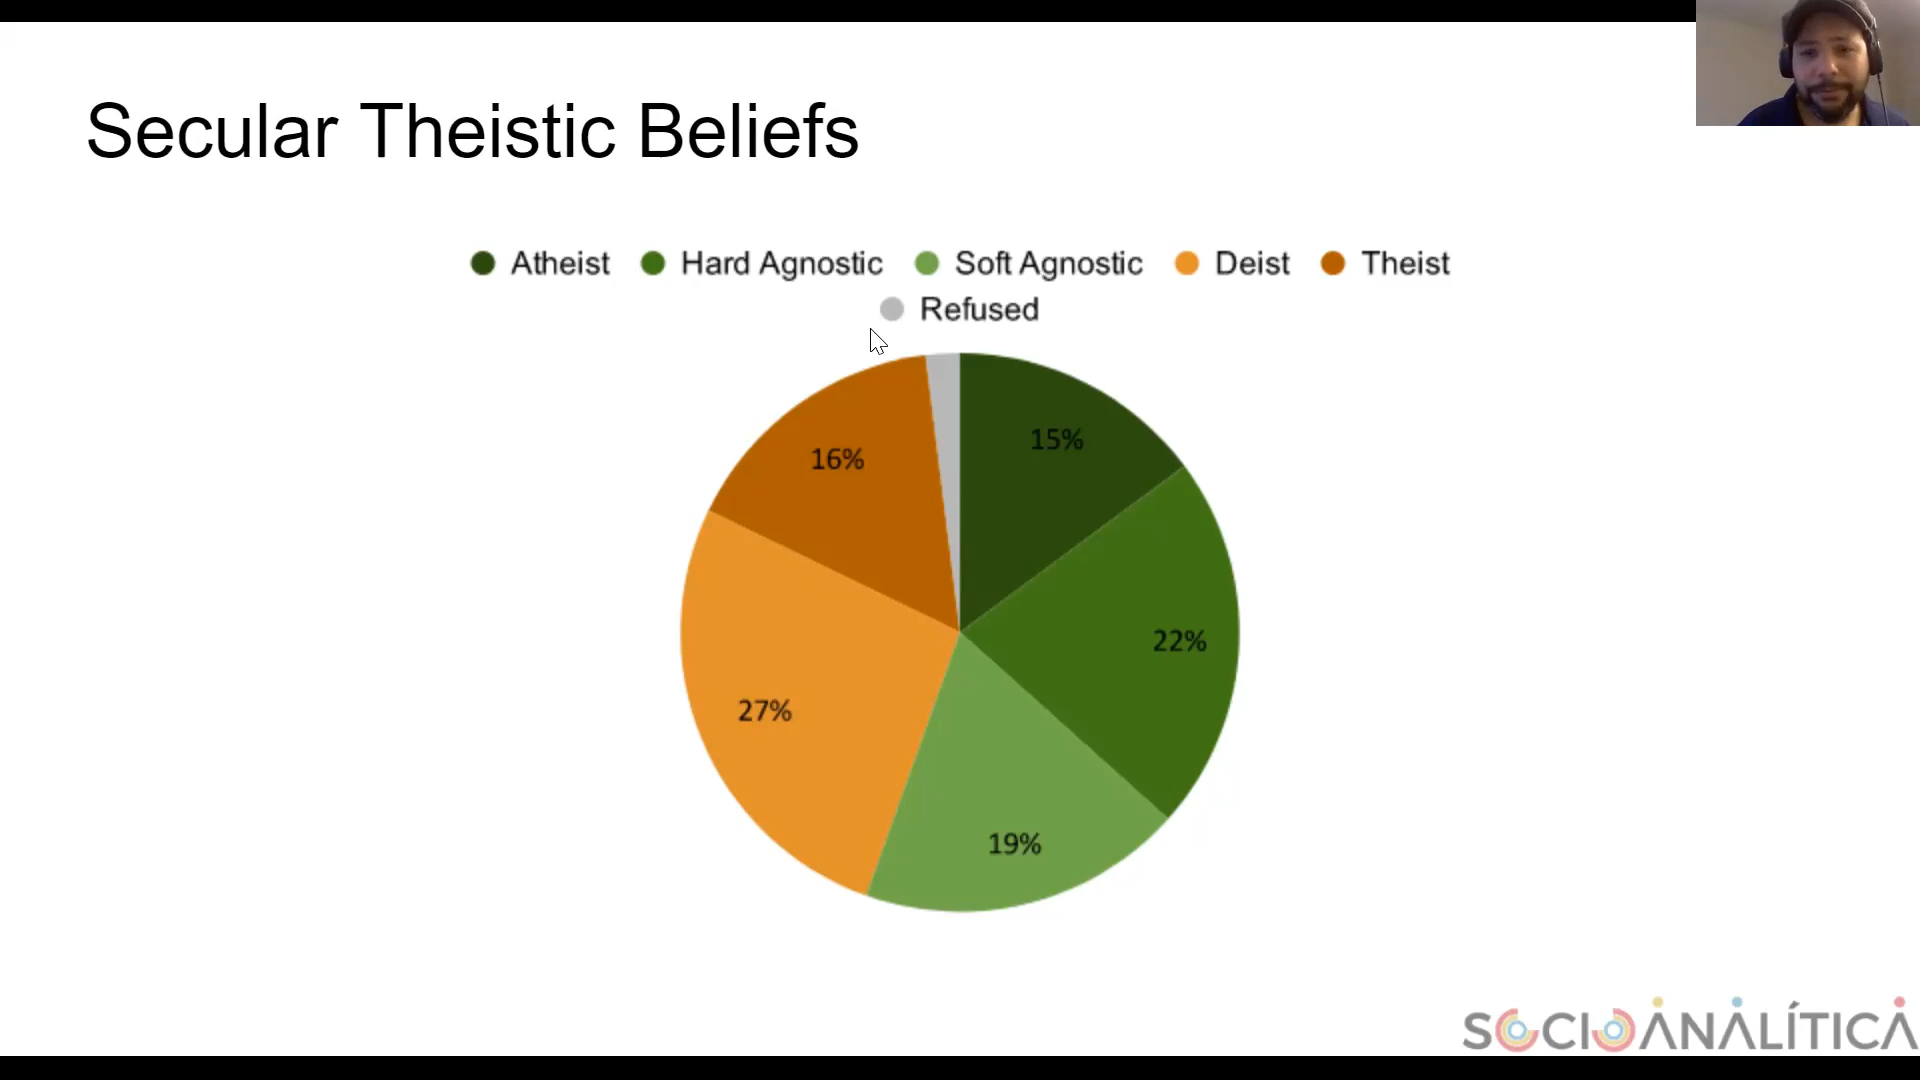 Secular Theistic Beliefs
Atheist Hard Agnostic Soft Agnostic Deist Theist
Refused
15%
16%
22%
27%
19%
SOCIOANALÍTICA